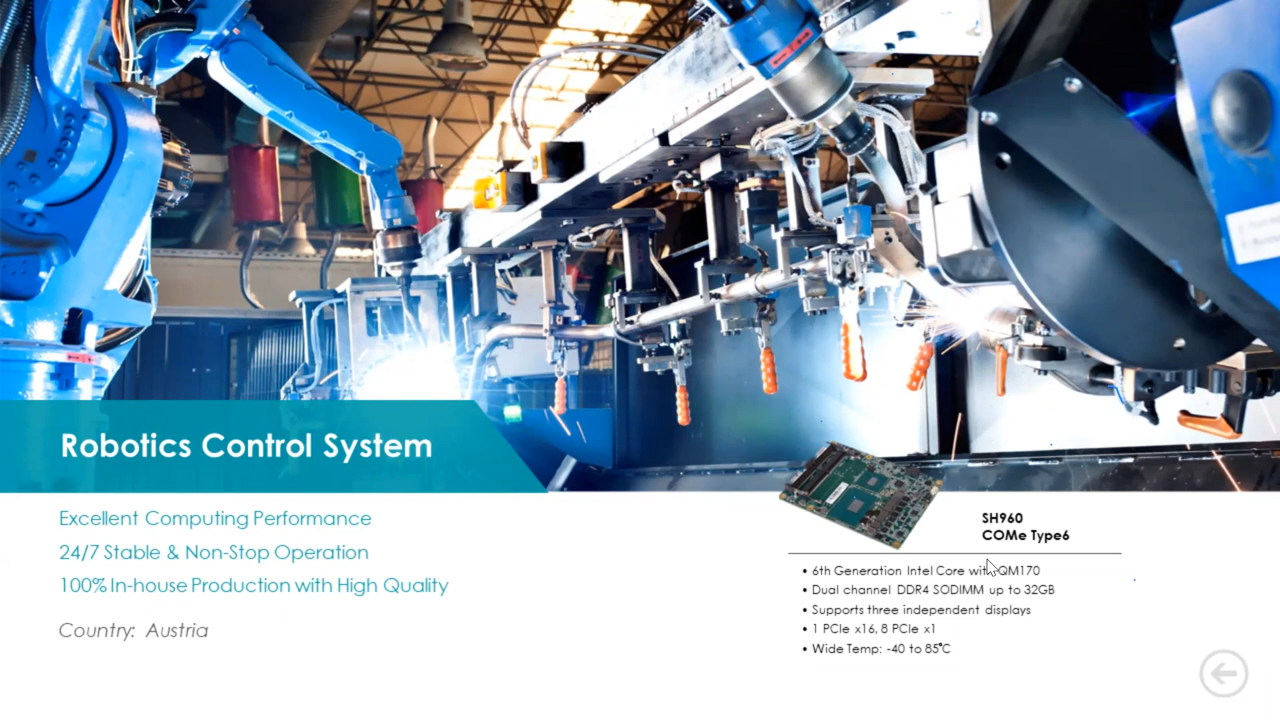 Robotics Control System
Excellent Computing Performance
24/7 Stable & Non-Stop Operation
100% In-house Production with High Quality
Country: Austria
SH960
COMe Type6
• 6th Generation Intel Core with QM170
• Dual channel DDR4 SODIMM up to 32GB
• Supports three independent displays
• 1 PCIe x16, 8 PCIe x1
• Wide Temp: -40 to 85°C